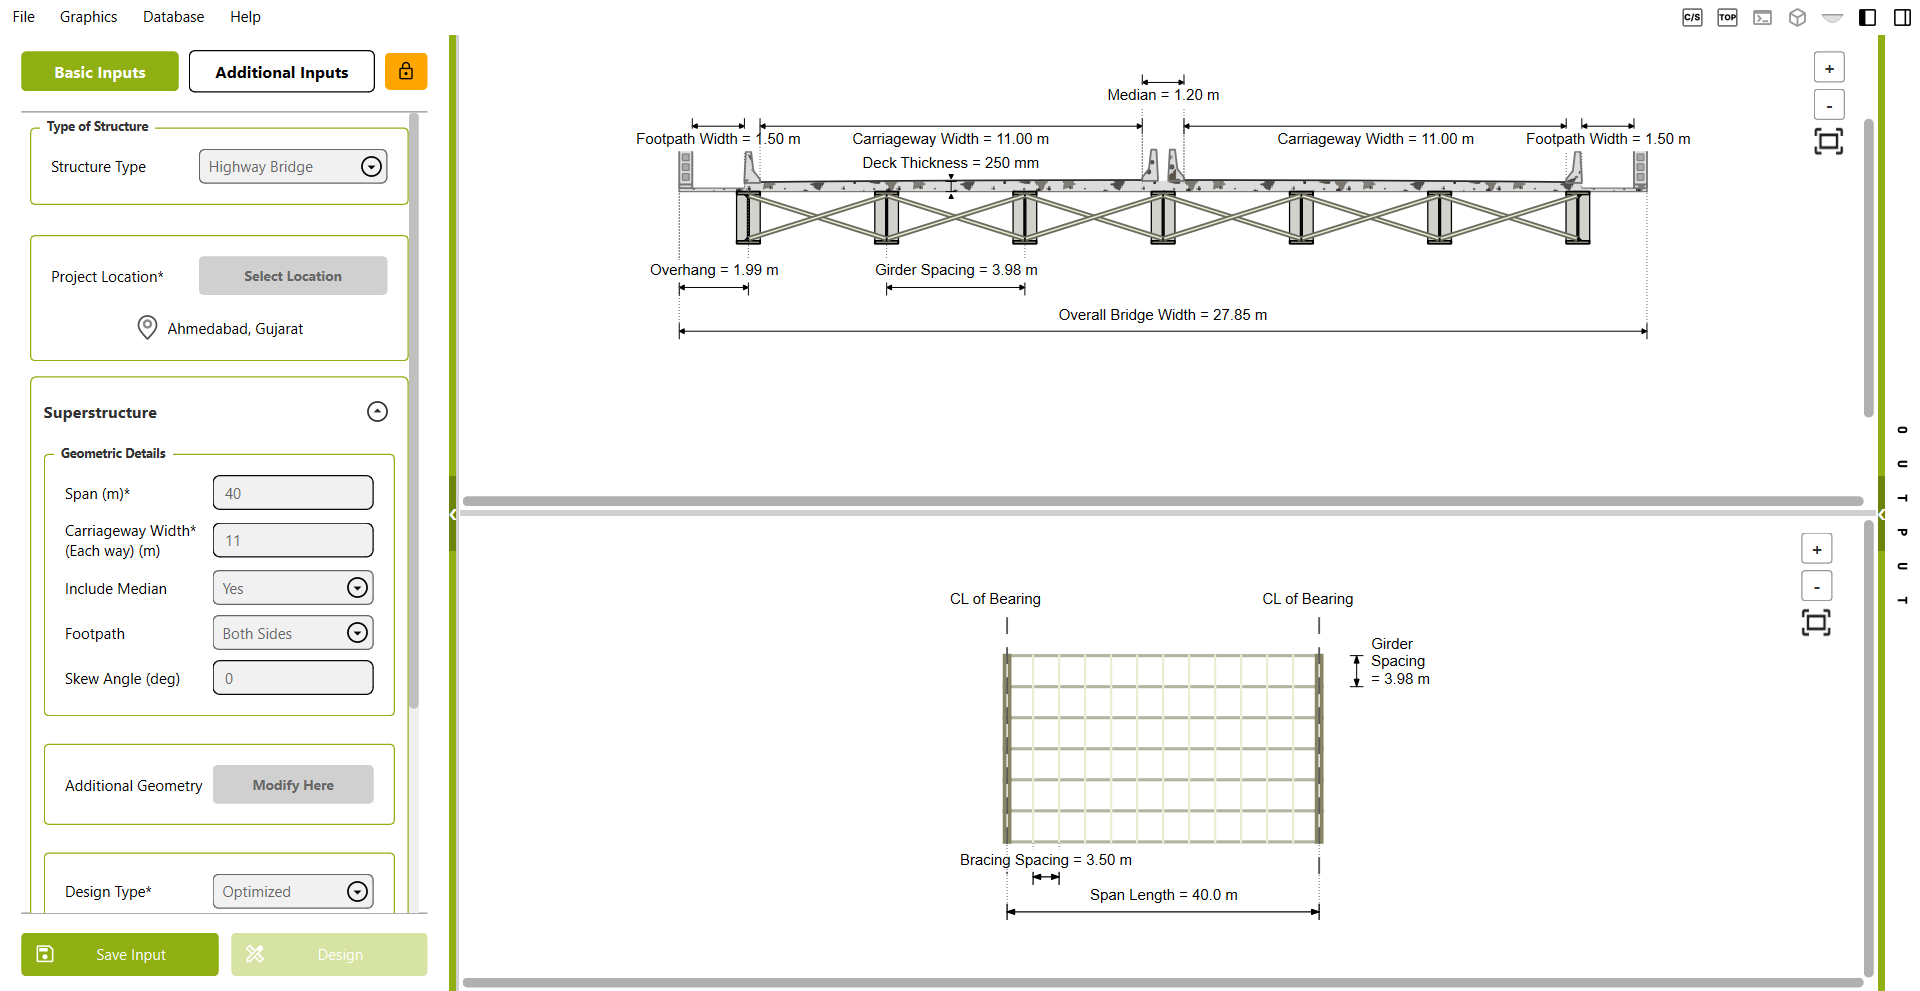 File Graphics Database Help
C/S TOP
Basic Inputs
Additional Inputs
Type of Structure
Structure Type
Highway Bridge
Project Location*
Select Location
Ahmedabad, Gujarat
Superstructure
Geometric Details
Span (m)*
40
Carriageway Width*
(Each way) (m)
11
Include Median
Yes
Footpath
Both Sides
Skew Angle (deg)
0
Additional Geometry
Modify Here
Design Type*
Optimized
Save Input
Design
Median = 1.20 m
Footpath Width = 1.50 m
Carriageway Width = 11.00 m
Carriageway Width = 11.00 m
Footpath Width = 1.50 m
Deck Thickness = 250 mm
Overhang = 1.99 m
Girder Spacing = 3.98 m
Overall Bridge Width = 27.85 m
+
-
CL of Bearing
CL of Bearing
Girder
Spacing
= 3.98 m
Bracing Spacing = 3.50 m
Span Length = 40.0 m
+
-
OUTPUT